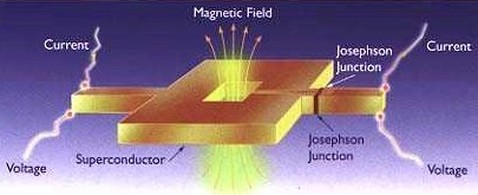 Magnetic Field
Current
Josephson
Junction
Current
Superconductor
Josephson
Junction
Voltage
Voltage